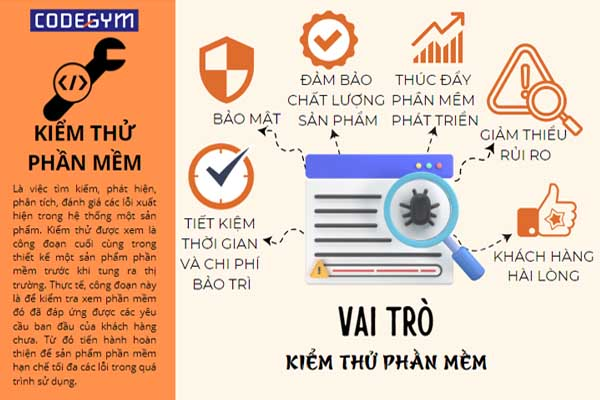 CODEGYM
</>
KIỂM THỬ
PHẦN MỀM
Là việc tìm kiếm, phát hiện,
phân tích, đánh giá các lỗi xuất
hiện trong hệ thống một sản
phẩm. Kiểm thử được xem là
công đoạn cuối cùng trong
thiết kế một sản phẩm phần
mềm trước khi tung ra thị
trường. Thực tế, công đoạn này
là để kiểm tra xem phần mềm
đó đã đáp ứng được các yêu
cầu ban đầu của khách hàng
chưa. Từ đó tiến hành hoàn
thiện để sản phẩm phần mềm
hạn chế tối đa các lỗi trong quá
trình sử dụng.
BẢO MẬT
ĐẢM BẢO
CHẤT LƯỢNG
SẢN PHẨM
THÚC ĐẨY
PHẦN MỀM
PHÁT TRIỂN
GIẢM THIỂU
RỦI RO
TIẾT KIỆM
THỜI GIAN
VÀ CHI PHÍ
BẢO TRÌ
KHÁCH HÀNG
HÀI LÒNG
VAI TRÒ
KIỂM THỬ PHẦN MỀM